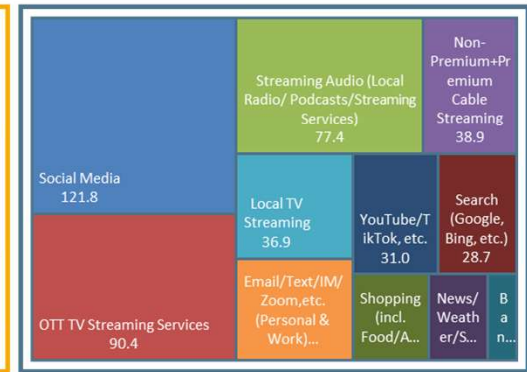 Social Media
121.8
OTT TV Streaming Services
90.4
Streaming Audio (Local
Radio/ Podcasts/Streaming
Services)
77.4
Non-
Premium+Pr
emium
Cable
Streaming
38.9
Local TV
Streaming
36.9
YouTube/T
ikTok, etc.
31.0
Search
(Google,
Bing, etc.)
28.7
Email/Text/IM/
Zoom,etc.
(Personal &
Work)...
Shopping
(incl.
Food/A...
News/
Weath
er/S...
B
a
n...